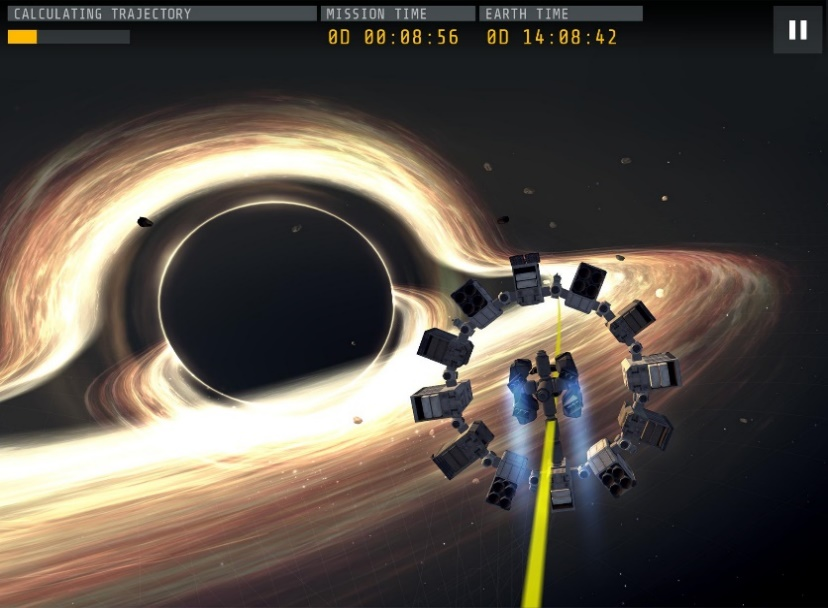 CALCULATING TRAJECTORY
MISSION TIME
EARTH TIME
0D 00:08:56
0D 14:08:42